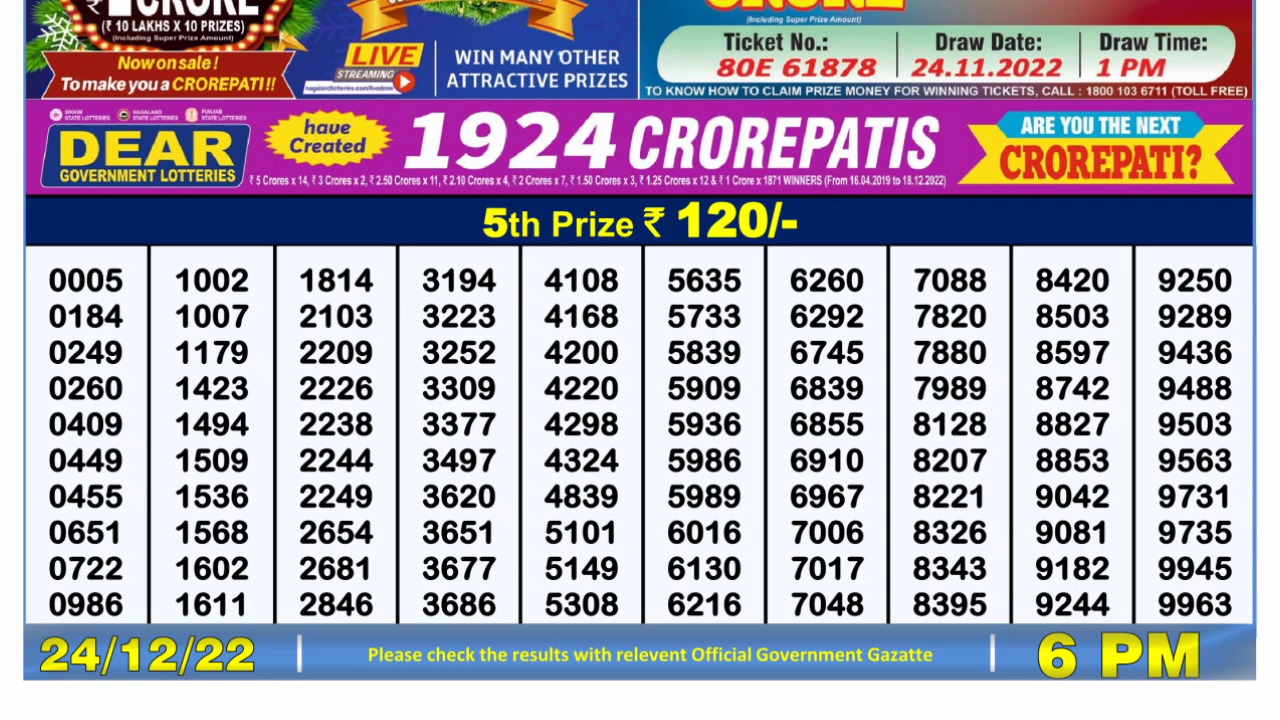 ₹ 1 CRORE
(₹ 10 LAKHS X 10 PRIZES)
(Including Super Prize Amount)
Now on sale!
To make you a CROREPATI!!
LIVE
STREAMING
nagalandlotteries.com/livedraw
WIN MANY OTHER
ATTRACTIVE PRIZES
CRORE
(Including Super Prize Amount)
Ticket No.: Draw Date: Draw Time:
80E 61878 24.11.2022 1 PM
TO KNOW HOW TO CLAIM PRIZE MONEY FOR WINNING TICKETS, CALL : 1800 103 6711 (TOLL FREE)
SIKKIM STATE LOTTERIES NAGALAND STATE LOTTERIES PUNJAB STATE LOTTERIES
DEAR
GOVERNMENT LOTTERIES
have
Created
1924 CROREPATIS
₹ 5 Crores x 14, ₹ 3 Crores x 2, ₹ 2.50 Crores x 11, ₹ 2.10 Crores x 4, ₹ 2 Crores x 7, ₹ 1.50 Crores x 3, ₹ 1.25 Crores x 12 & ₹ 1 Crore x 1871 WINNERS (From 16.04.2019 to 18.12.2022)
ARE YOU THE NEXT
CROREPATI?
5th Prize ₹ 120/-
0005 1002 1814 3194 4108 5635 6260 7088 8420 9250
0184 1007 2103 3223 4168 5733 6292 7820 8503 9289
0249 1179 2209 3252 4200 5839 6745 7880 8597 9436
0260 1423 2226 3309 4220 5909 6839 7989 8742 9488
0409 1494 2238 3377 4298 5936 6855 8128 8827 9503
0449 1509 2244 3497 4324 5986 6910 8207 8853 9563
0455 1536 2249 3620 4839 5989 6967 8221 9042 9731
0651 1568 2654 3651 5101 6016 7006 8326 9081 9735
0722 1602 2681 3677 5149 6130 7017 8343 9182 9945
0986 1611 2846 3686 5308 6216 7048 8395 9244 9963
24/12/22 Please check the results with relevent Official Government Gazatte 6 PM